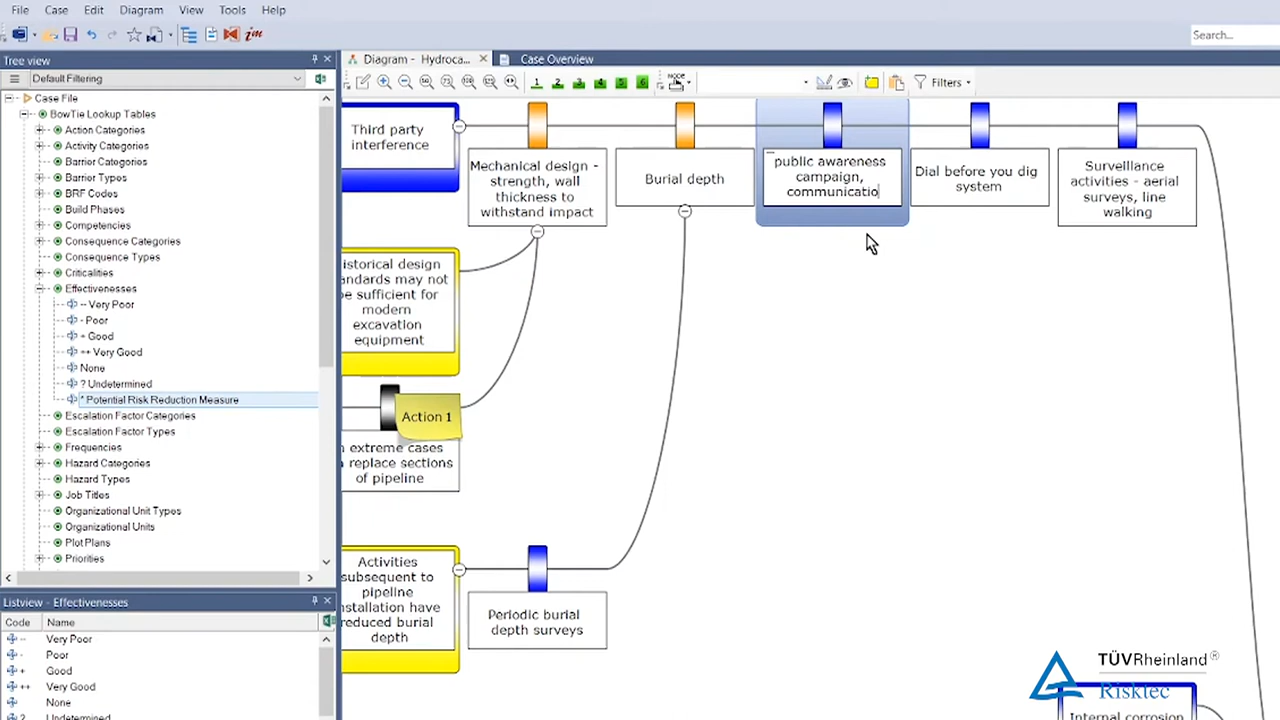 File Case Edit Diagram View Tools Help
Search...
Tree view
Diagram - Hydroca...
Case Overview
Default Filtering
NODE
Filters
Case File
BowTie Lookup Tables
Action Categories
Activity Categories
Barrier Categories
Barrier Types
BRF Codes
Build Phases
Competencies
Consequence Categories
Consequence Types
Criticalities
Effectivenesses
-- Very Poor
- Poor
+ Good
++ Very Good
None
? Undetermined
* Potential Risk Reduction Measure
Escalation Factor Categories
Escalation Factor Types
Frequencies
Hazard Categories
Hazard Types
Job Titles
Organizational Unit Types
Organizational Units
Plot Plans
Priorities
Listview - Effectivenesses
Code Name
-- Very Poor
- Poor
+ Good
++ Very Good
None
? Undetermined
Third party
interference
Mechanical design -
strength, wall
thickness to
withstand impact
Burial depth
public awareness
campaign,
communicatio
Dial before you dig
system
Surveillance
activities - aerial
surveys, line
walking
istorical design
andards may not
be sufficient for
modern
excavation
equipment
Action 1
extreme cases
replace sections
of pipeline
Activities
subsequent to
pipeline
nstallation have
reduced burial
depth
Periodic burial
depth surveys
TÜVRheinland®
Risktec
Internal corrosion